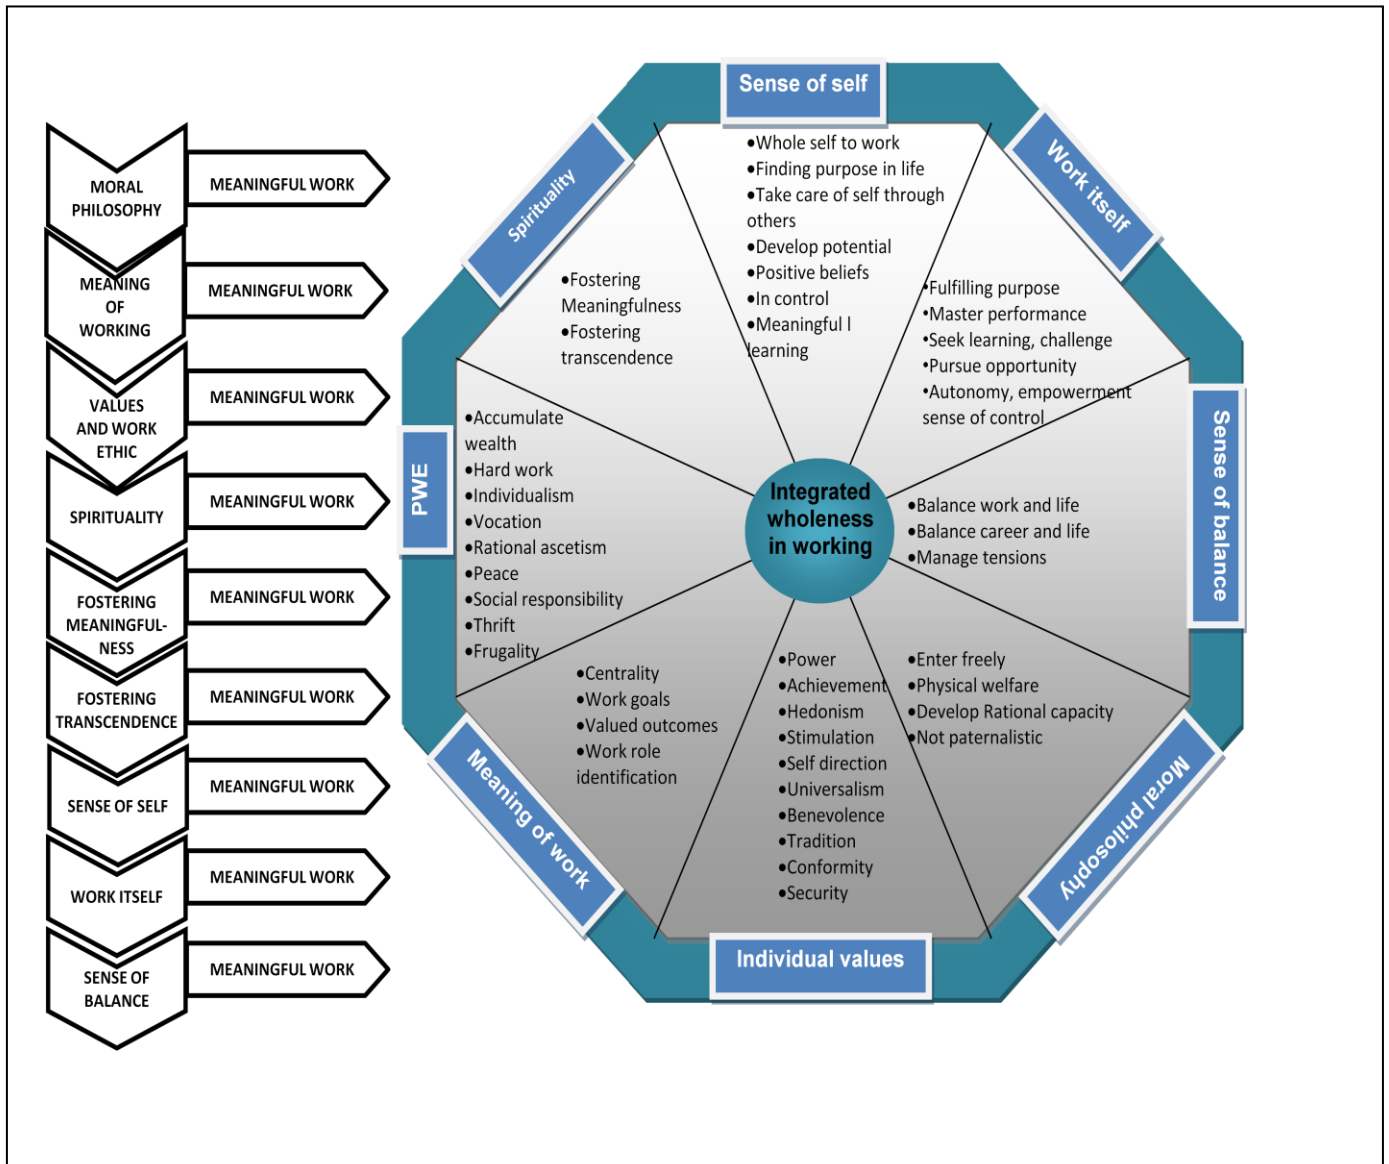 MORAL
PHILOSOPHY
MEANINGFUL WORK
MEANING
OF
WORKING
MEANINGFUL WORK
VALUES
AND WORK
ETHIC
MEANINGFUL WORK
SPIRITUALITY
MEANINGFUL WORK
FOSTERING
MEANINGFUL-
NESS
MEANINGFUL WORK
FOSTERING
TRANSCENDENCE
MEANINGFUL WORK
SENSE OF SELF
MEANINGFUL WORK
WORK ITSELF
MEANINGFUL WORK
SENSE OF
BALANCE
MEANINGFUL WORK
Sense of self
•Whole self to work
•Finding purpose in life
•Take care of self through
others
•Develop potential
•Positive beliefs
•In control
•Meaningful l
learning
Work itself
•Fulfilling purpose
•Master performance
•Seek learning, challenge
•Pursue opportunity
•Autonomy, empowerment
sense of control
Sense of balance
•Balance work and life
•Balance career and life
•Manage tensions
Moral philosophy
•Enter freely
•Physical welfare
•Develop Rational capacity
•Not paternalistic
Individual values
•Power
•Achievement
•Hedonism
•Stimulation
•Self direction
•Universalism
•Benevolence
•Tradition
•Conformity
•Security
Meaning of work
•Centrality
•Work goals
•Valued outcomes
•Work role
identification
PWE
•Accumulate
wealth
•Hard work
•Individualism
•Vocation
•Rational ascetism
•Peace
•Social responsibility
•Thrift
•Frugality
Spirituality
•Fostering
Meaningfulness
•Fostering
transcendence
Integrated
wholeness
in working